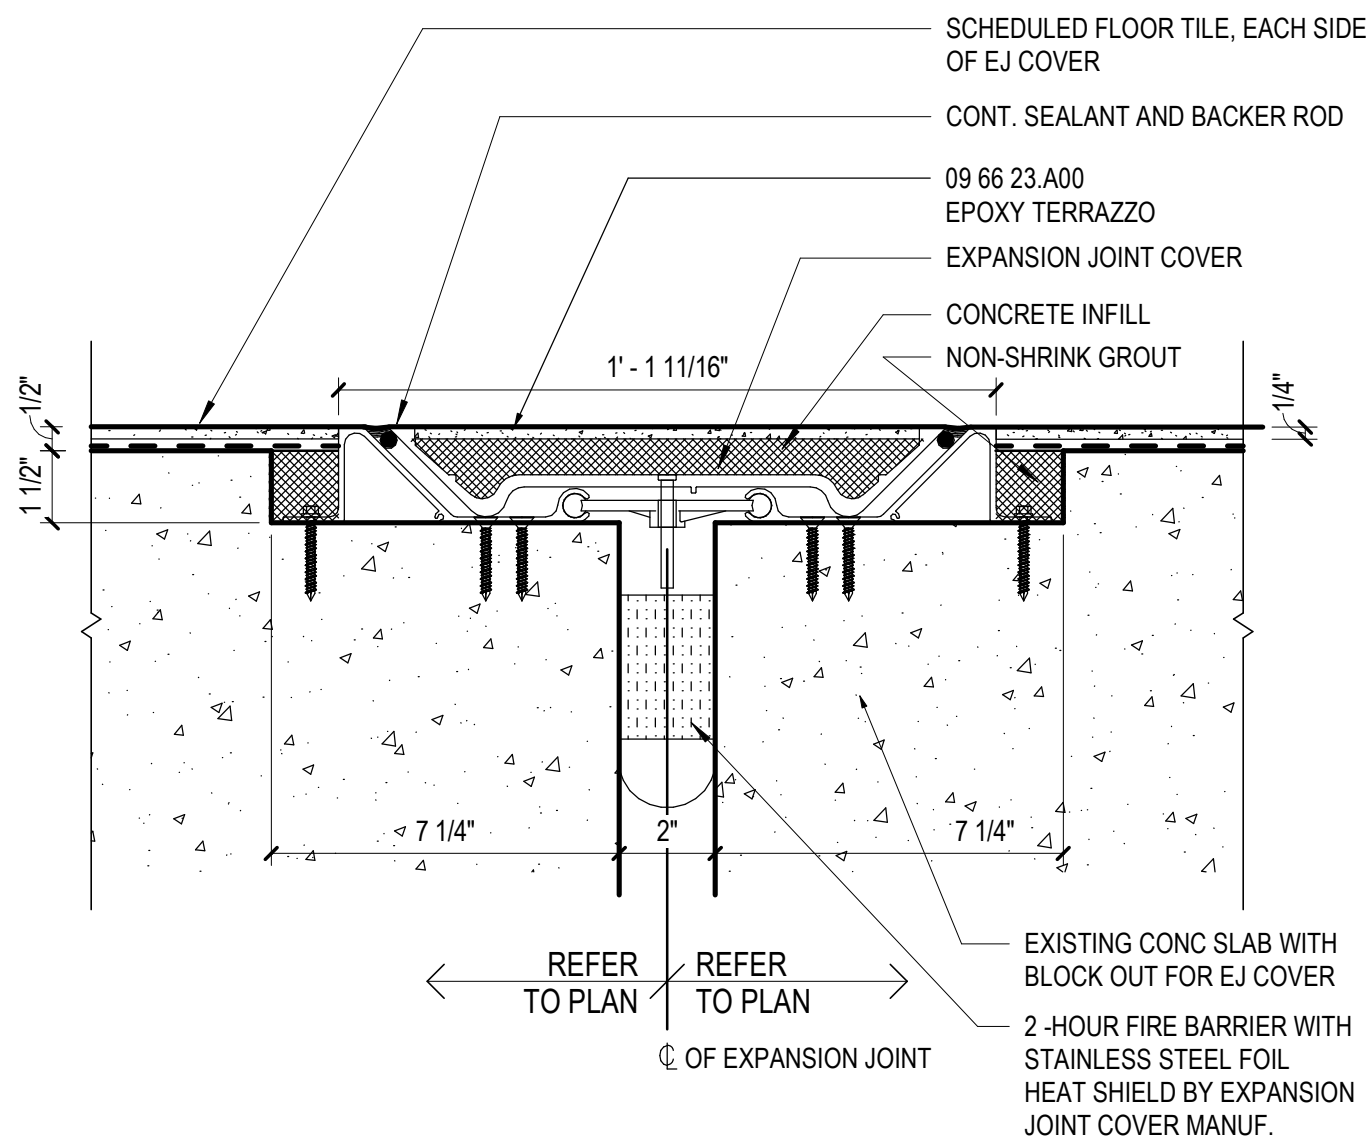 SCHEDULED FLOOR TILE, EACH SIDE
OF EJ COVER
CONT. SEALANT AND BACKER ROD
09 66 23.A00
EPOXY TERRAZZO
EXPANSION JOINT COVER
CONCRETE INFILL
NON-SHRINK GROUT
1' - 1 11/16"
1/2"
1 1/2"
1/4"
7 1/4"
2"
7 1/4"
REFER
TO PLAN
REFER
TO PLAN
℄ OF EXPANSION JOINT
EXISTING CONC SLAB WITH
BLOCK OUT FOR EJ COVER
2 -HOUR FIRE BARRIER WITH
STAINLESS STEEL FOIL
HEAT SHIELD BY EXPANSION
JOINT COVER MANUF.